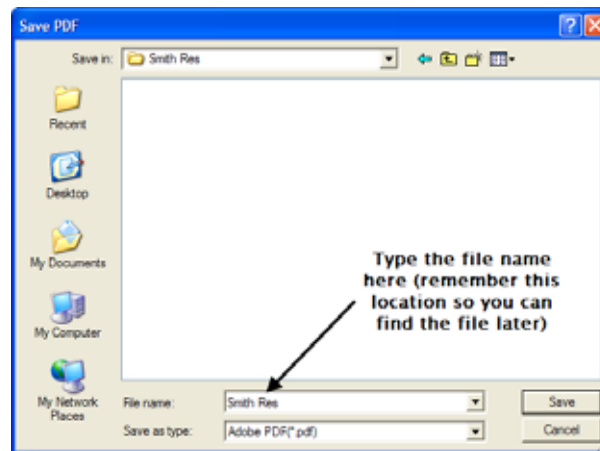 Save PDF
Save in: Smith Res
Recent
Desktop
My Documents
My Computer
My Network
Places
Type the file name
here (remember this
location so you can
find the file later)
File name: Smith Res Save
Save as type: Adobe PDF(*.pdf) Cancel